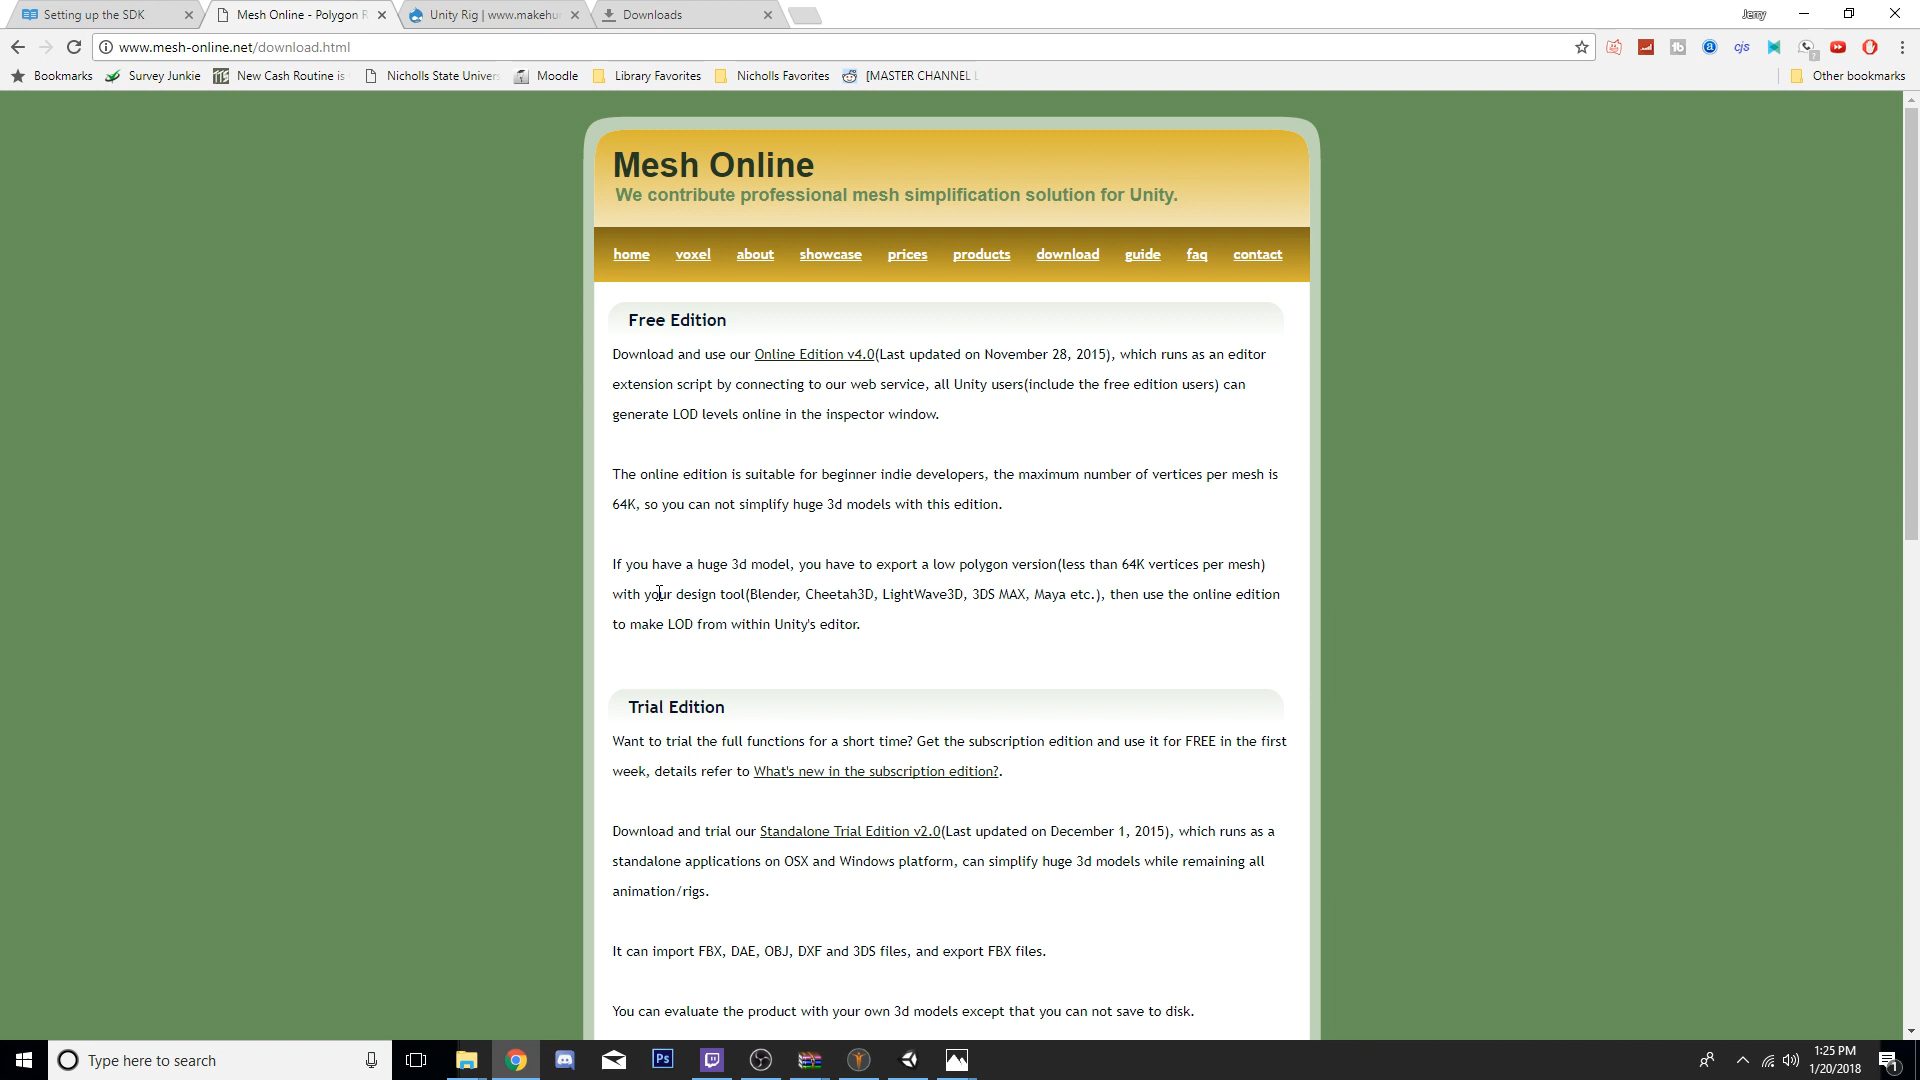 Setting up the SDK
Mesh Online - Polygon R
Unity Rig | www.makehu
Downloads
Jerry
www.mesh-online.net/download.html
Bookmarks
Survey Junkie
New Cash Routine is
Nicholls State Univers
Moodle
Library Favorites
Nicholls Favorites
[MASTER CHANNEL L
Other bookmarks
Mesh Online
We contribute professional mesh simplification solution for Unity.
home voxel about showcase prices products download guide faq contact
Free Edition
Download and use our Online Edition v4.0(Last updated on November 28, 2015), which runs as an editor
extension script by connecting to our web service, all Unity users(include the free edition users) can
generate LOD levels online in the inspector window.
The online edition is suitable for beginner indie developers, the maximum number of vertices per mesh is
64K, so you can not simplify huge 3d models with this edition.
If you have a huge 3d model, you have to export a low polygon version(less than 64K vertices per mesh)
with your design tool(Blender, Cheetah3D, LightWave3D, 3DS MAX, Maya etc.), then use the online edition
to make LOD from within Unity's editor.
Trial Edition
Want to trial the full functions for a short time? Get the subscription edition and use it for FREE in the first
week, details refer to What's new in the subscription edition?.
Download and trial our Standalone Trial Edition v2.0(Last updated on December 1, 2015), which runs as a
standalone applications on OSX and Windows platform, can simplify huge 3d models while remaining all
animation/rigs.
It can import FBX, DAE, OBJ, DXF and 3DS files, and export FBX files.
You can evaluate the product with your own 3d models except that you can not save to disk.
Type here to search
Ps
1:25 PM
1/20/2018
1